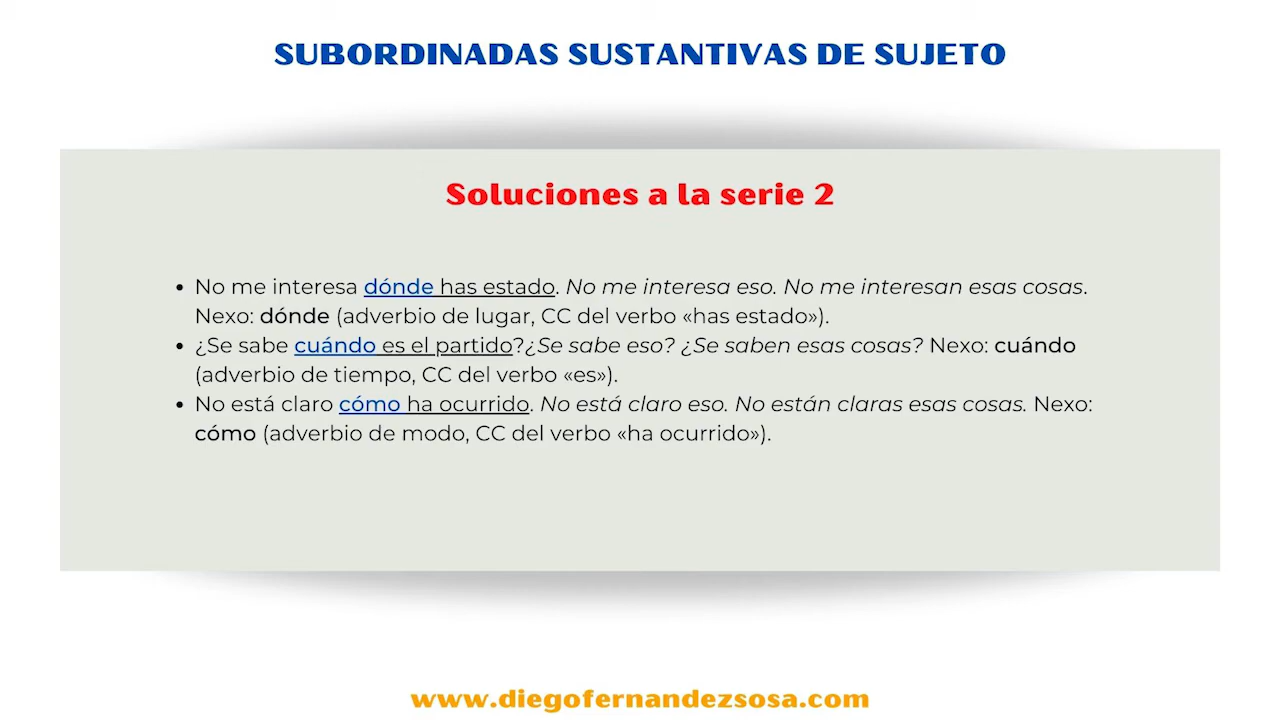 SUBORDINADAS SUSTANTIVAS DE SUJETO
Soluciones a la serie 2
• No me interesa dónde has estado. No me interesa eso. No me interesan esas cosas.
Nexo: dónde (adverbio de lugar, CC del verbo «has estado»).
• ¿Se sabe cuándo es el partido?¿Se sabe eso? ¿Se saben esas cosas? Nexo: cuándo
(adverbio de tiempo, CC del verbo «es»).
• No está claro cómo ha ocurrido. No está claro eso. No están claras esas cosas. Nexo:
cómo (adverbio de modo, CC del verbo «ha ocurrido»).
www.diegofernandezsosa.com